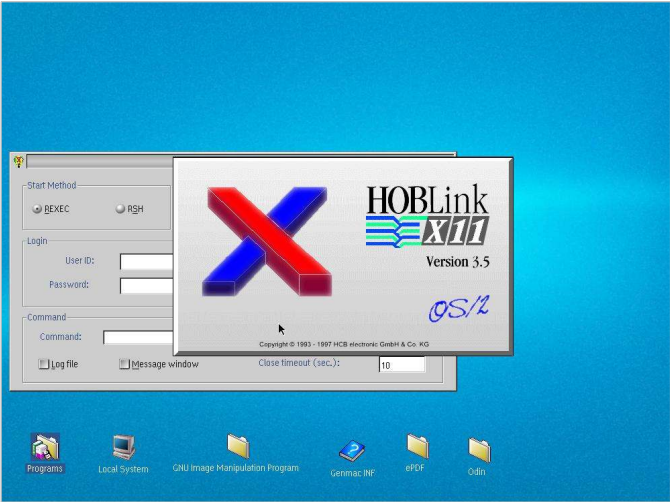 Start Method
REXEC
RSH
Login
User ID:
Password:
Command
Command:
Log file
Message window
Close timeout (sec.):
10
HOBLink
X11
Version 3.5
OS/2
Copyright © 1993 - 1997 HCB electronic GmbH & Co. KG
Programs
Local System
GNU Image Manipulation Program
Genmac INF
ePDF
Odin